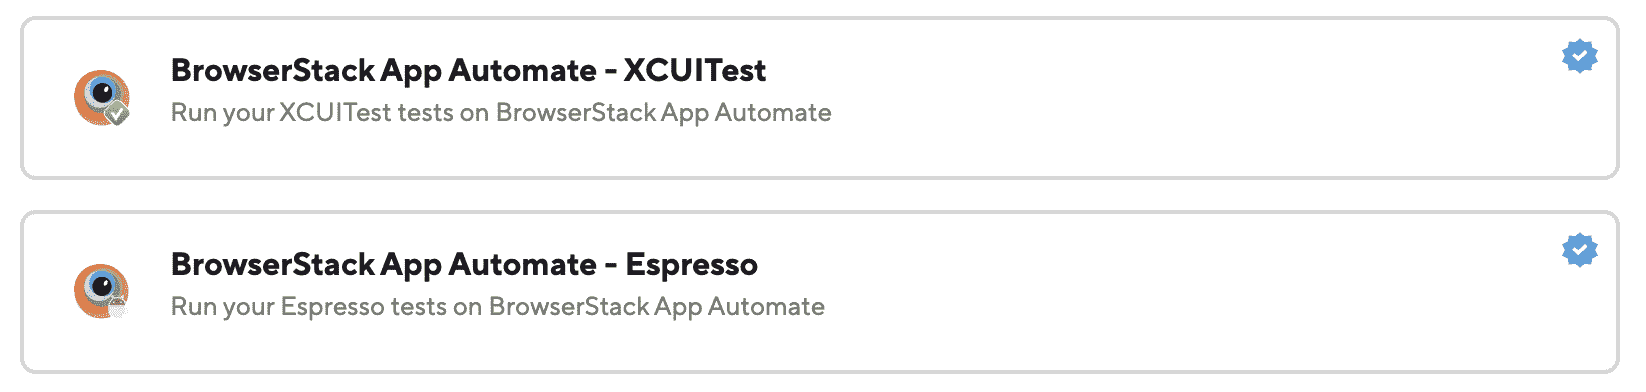 BrowserStack App Automate - XCUITest
Run your XCUITest tests on BrowserStack App Automate
BrowserStack App Automate - Espresso
Run your Espresso tests on BrowserStack App Automate